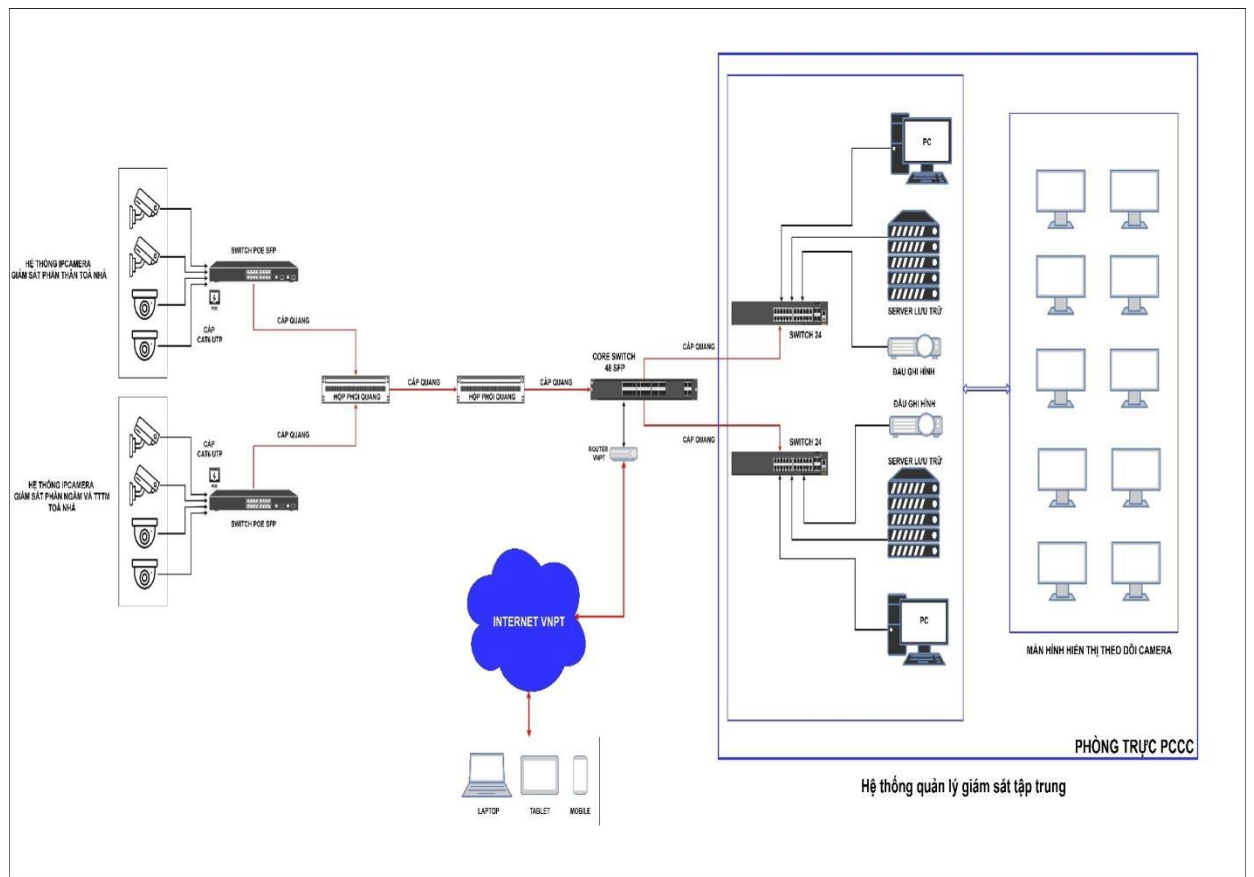 HỆ THỐNG IPCAMERA
GIÁM SÁT PHẦN THÂN TOÀ NHÀ
SWITCH POE SFP
POE
CÁP
CAT6 UTP
CÁP QUANG
HỆ THỐNG IPCAMERA
GIÁM SÁT PHẦN NGẦM VÀ TTTM
TOÀ NHÀ
CÁP
CAT6 UTP
POE
SWITCH POE SFP
CÁP QUANG
HỘP PHỐI QUANG
CÁP QUANG
HỘP PHỐI QUANG
CÁP QUANG
CORE SWITCH
48 SFP
ROUTER
VNPT
INTERNET VNPT
LAPTOP
TABLET
MOBILE
CÁP QUANG
CÁP QUANG
PC
SERVER LƯU TRỮ
SWITCH 24
ĐẦU GHI HÌNH
ĐẦU GHI HÌNH
SWITCH 24
SERVER LƯU TRỮ
PC
MÀN HÌNH HIỂN THỊ THEO DÕI CAMERA
PHÒNG TRỰC PCCC
Hệ thống quản lý giám sát tập trung